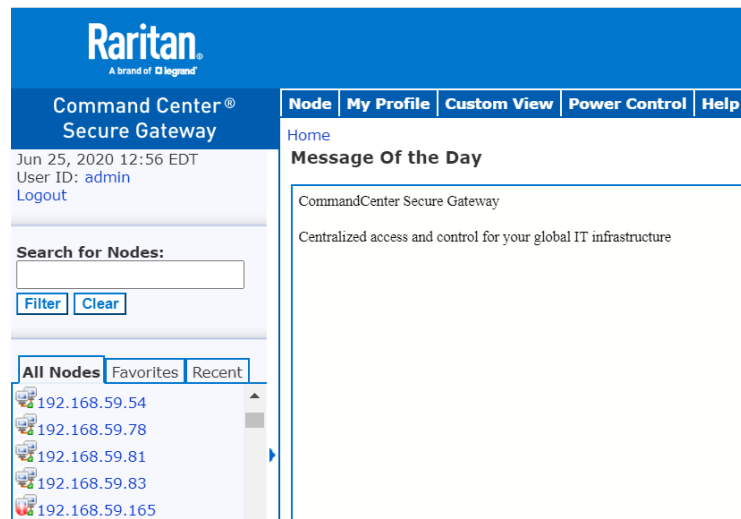 Raritan®
A brand of legrand®
Command Center®
Secure Gateway
Jun 25, 2020 12:56 EDT
User ID: admin
Logout
Search for Nodes:
Filter Clear
All Nodes Favorites Recent
192.168.59.54
192.168.59.78
192.168.59.81
192.168.59.83
192.168.59.165
Node My Profile Custom View Power Control Help
Home
Message Of the Day
CommandCenter Secure Gateway
Centralized access and control for your global IT infrastructure